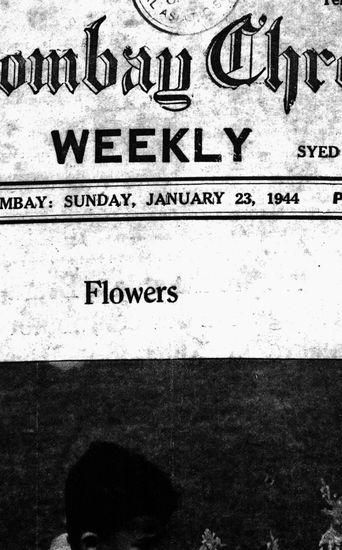 ombay Chr
WEEKLY
SYED
MBAY: SUNDAY, JANUARY 23, 1944
Flowers